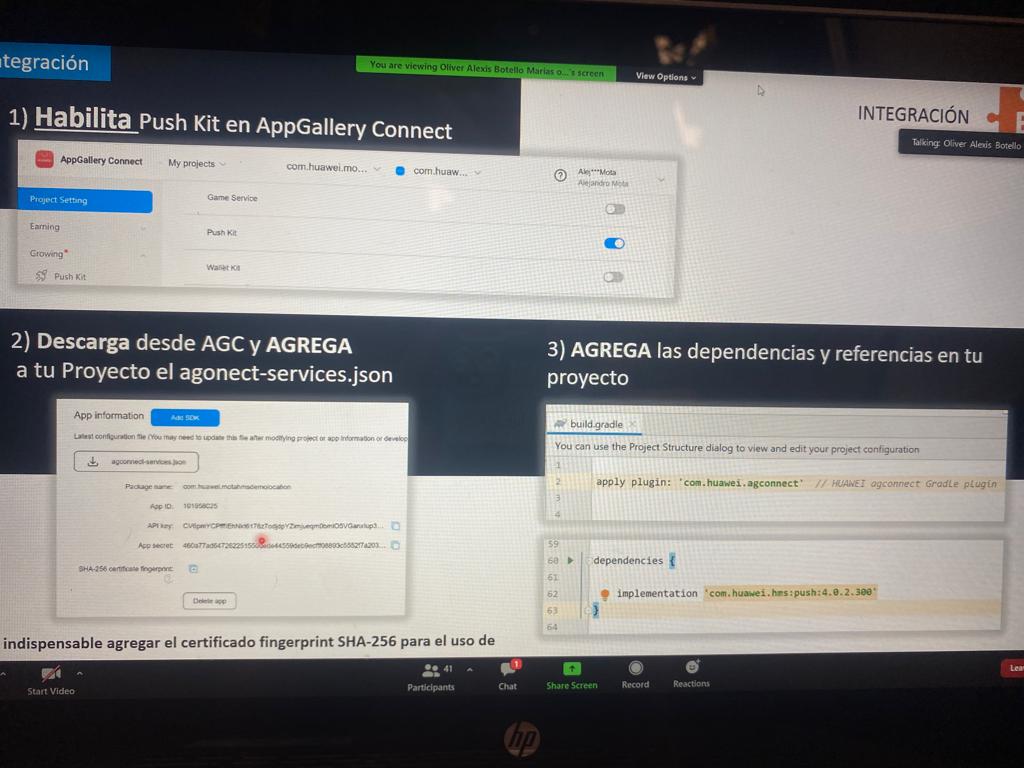 ntegración
You are viewing Oliver Alexis Botello Marias o...'s screen
View Options
1) Habilita Push Kit en AppGallery Connect
INTEGRACIÓN
Talking: Oliver Alexis Botello
AppGallery Connect
My projects
com.huawei.mo...
com.huaw...
Alej***Mota
Alejandro Mota
Project Setting
Earning
Growing
Push Kit
Game Service
Push Kit
Wallet Kit
2) Descarga desde AGC y AGREGA
a tu Proyecto el agonect-services.json
App information
Add SDK
Latest configuration file (You may need to update this file after modifying project or app information or develop
agconnect-services.json
Package name: com.huawei.motahmsdemolocation
App ID: 101958025
API key:
App secret:
SHA-256 certificate fingerprint:
Delete app
3) AGREGA las dependencias y referencias en tu
proyecto
build.gradle
You can use the Project Structure dialog to view and edit your project configuration
1
2 apply plugin: 'com.huawei.agconnect' // HUAWEI agconnect Gradle plugin
3
4
59
60 dependencies {
61
62 implementation 'com.huawei.hms:push:4.0.2.300'
63 }
64
indispensable agregar el certificado fingerprint SHA-256 para el uso de
Start Video
41
Participants
1
Chat
Share Screen
Record
Reactions
Lea
hp